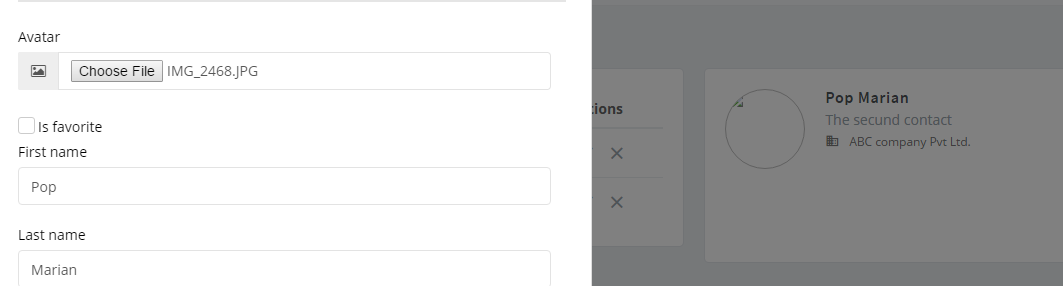 Avatar
Choose File IMG_2468.JPG
Is favorite
First name
Pop
Last name
Marian
tions
Pop Marian
The secund contact
ABC company Pvt Ltd.